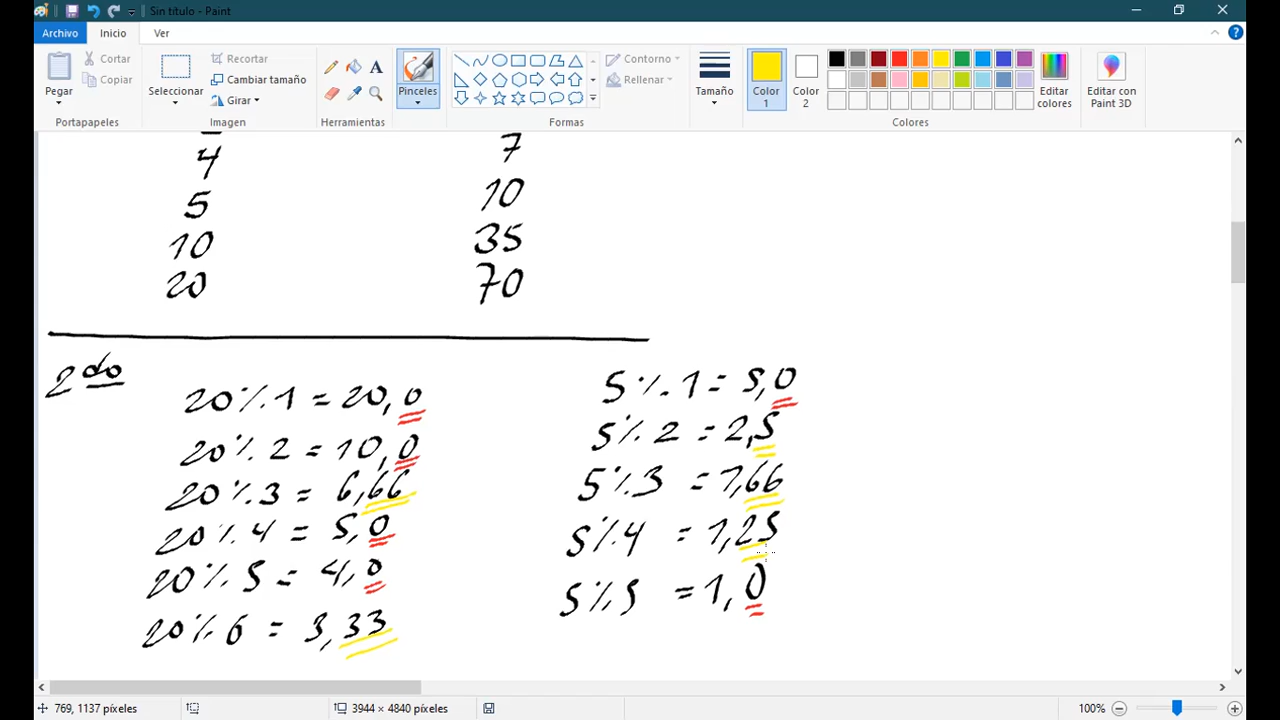 Sin título - Paint
Archivo Inicio Ver
Pegar
Cortar
Copiar
Portapapeles
Seleccionar
Recortar
Cambiar tamaño
Girar
Imagen
A
Herramientas
Pinceles
Contorno
Rellenar
Formas
Tamaño
Color 1
Color 2
Editar colores
Colores
Editar con Paint 3D
4 7
5 10
10 35
20 70
2do
20 ÷ 1 = 20,0
20 ÷ 2 = 10,0
20 ÷ 3 = 6,66
20 ÷ 4 = 5,0
20 ÷ 5 = 4,0
20 ÷ 6 = 3,33
5 ÷ 1 = 5,0
5 ÷ 2 = 2,5
5 ÷ 3 = 1,66
5 ÷ 4 = 1,25
5 ÷ 5 = 1,0
769, 1137 píxeles
3944 × 4840 píxeles
100%